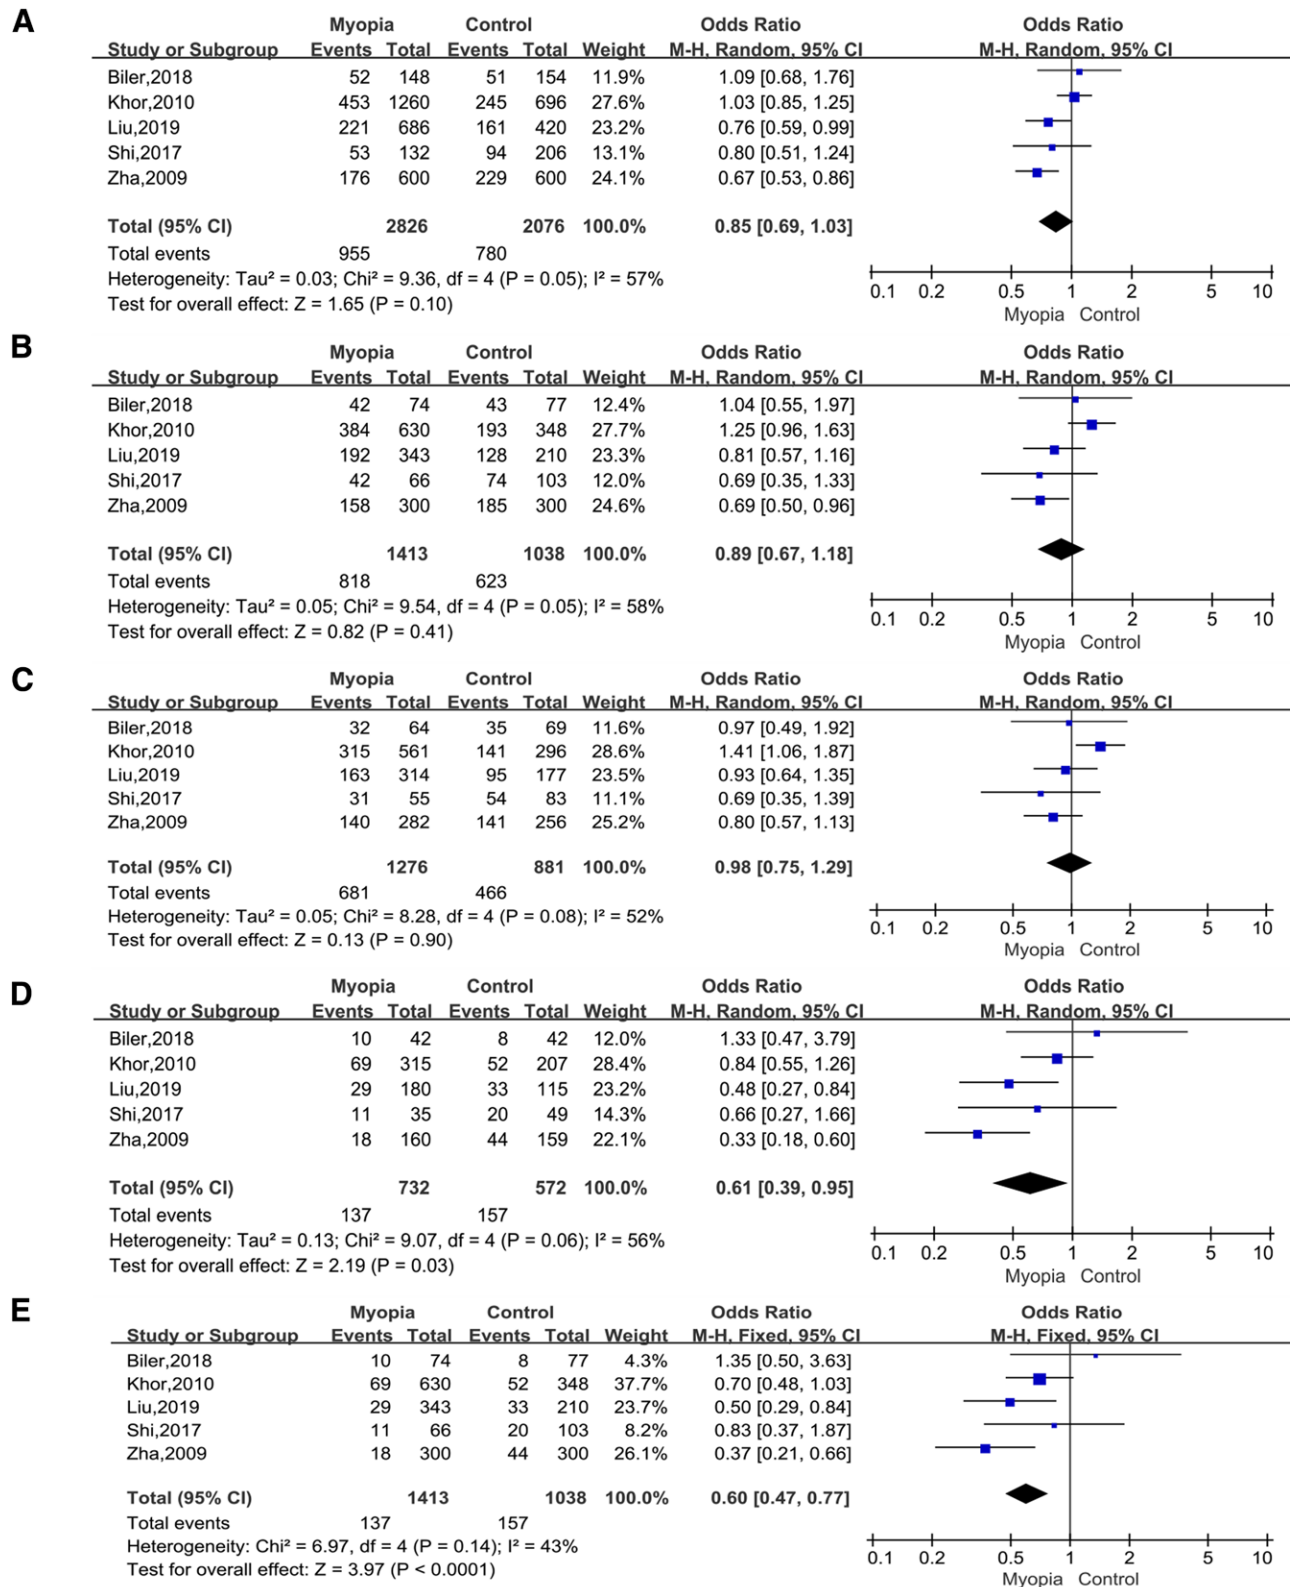 A
Myopia Control Odds Ratio Odds Ratio
Study or Subgroup Events Total Events Total Weight M-H, Random, 95% CI M-H, Random, 95% CI
Biler,2018 52 148 51 154 11.9% 1.09 [0.68, 1.76]
Khor,2010 453 1260 245 696 27.6% 1.03 [0.85, 1.25]
Liu,2019 221 686 161 420 23.2% 0.76 [0.59, 0.99]
Shi,2017 53 132 94 206 13.1% 0.80 [0.51, 1.24]
Zha,2009 176 600 229 600 24.1% 0.67 [0.53, 0.86]
Total (95% CI) 2826 2076 100.0% 0.85 [0.69, 1.03]
Total events 955 780
Heterogeneity: Tau² = 0.03; Chi² = 9.36, df = 4 (P = 0.05); I² = 57%
Test for overall effect: Z = 1.65 (P = 0.10)
0.1 0.2 0.5 1 2 5 10
Myopia Control
B
Myopia Control Odds Ratio Odds Ratio
Study or Subgroup Events Total Events Total Weight M-H, Random, 95% CI M-H, Random, 95% CI
Biler,2018 42 74 43 77 12.4% 1.04 [0.55, 1.97]
Khor,2010 384 630 193 348 27.7% 1.25 [0.96, 1.63]
Liu,2019 192 343 128 210 23.3% 0.81 [0.57, 1.16]
Shi,2017 42 66 74 103 12.0% 0.69 [0.35, 1.33]
Zha,2009 158 300 185 300 24.6% 0.69 [0.50, 0.96]
Total (95% CI) 1413 1038 100.0% 0.89 [0.67, 1.18]
Total events 818 623
Heterogeneity: Tau² = 0.05; Chi² = 9.54, df = 4 (P = 0.05); I² = 58%
Test for overall effect: Z = 0.82 (P = 0.41)
0.1 0.2 0.5 1 2 5 10
Myopia Control
C
Myopia Control Odds Ratio Odds Ratio
Study or Subgroup Events Total Events Total Weight M-H, Random, 95% CI M-H, Random, 95% CI
Biler,2018 32 64 35 69 11.6% 0.97 [0.49, 1.92]
Khor,2010 315 561 141 296 28.6% 1.41 [1.06, 1.87]
Liu,2019 163 314 95 177 23.5% 0.93 [0.64, 1.35]
Shi,2017 31 55 54 83 11.1% 0.69 [0.35, 1.39]
Zha,2009 140 282 141 256 25.2% 0.80 [0.57, 1.13]
Total (95% CI) 1276 881 100.0% 0.98 [0.75, 1.29]
Total events 681 466
Heterogeneity: Tau² = 0.05; Chi² = 8.28, df = 4 (P = 0.08); I² = 52%
Test for overall effect: Z = 0.13 (P = 0.90)
0.1 0.2 0.5 1 2 5 10
Myopia Control
D
Myopia Control Odds Ratio Odds Ratio
Study or Subgroup Events Total Events Total Weight M-H, Random, 95% CI M-H, Random, 95% CI
Biler,2018 10 42 8 42 12.0% 1.33 [0.47, 3.79]
Khor,2010 69 315 52 207 28.4% 0.84 [0.55, 1.26]
Liu,2019 29 180 33 115 23.2% 0.48 [0.27, 0.84]
Shi,2017 11 35 20 49 14.3% 0.66 [0.27, 1.66]
Zha,2009 18 160 44 159 22.1% 0.33 [0.18, 0.60]
Total (95% CI) 732 572 100.0% 0.61 [0.39, 0.95]
Total events 137 157
Heterogeneity: Tau² = 0.13; Chi² = 9.07, df = 4 (P = 0.06); I² = 56%
Test for overall effect: Z = 2.19 (P = 0.03)
0.1 0.2 0.5 1 2 5 10
Myopia Control
E
Myopia Control Odds Ratio Odds Ratio
Study or Subgroup Events Total Events Total Weight M-H, Fixed, 95% CI M-H, Fixed, 95% CI
Biler,2018 10 74 8 77 4.3% 1.35 [0.50, 3.63]
Khor,2010 69 630 52 348 37.7% 0.70 [0.48, 1.03]
Liu,2019 29 343 33 210 23.7% 0.50 [0.29, 0.84]
Shi,2017 11 66 20 103 8.2% 0.83 [0.37, 1.87]
Zha,2009 18 300 44 300 26.1% 0.37 [0.21, 0.66]
Total (95% CI) 1413 1038 100.0% 0.60 [0.47, 0.77]
Total events 137 157
Heterogeneity: Chi² = 6.97, df = 4 (P = 0.14); I² = 43%
Test for overall effect: Z = 3.97 (P < 0.0001)
0.1 0.2 0.5 1 2 5 10
Myopia Control